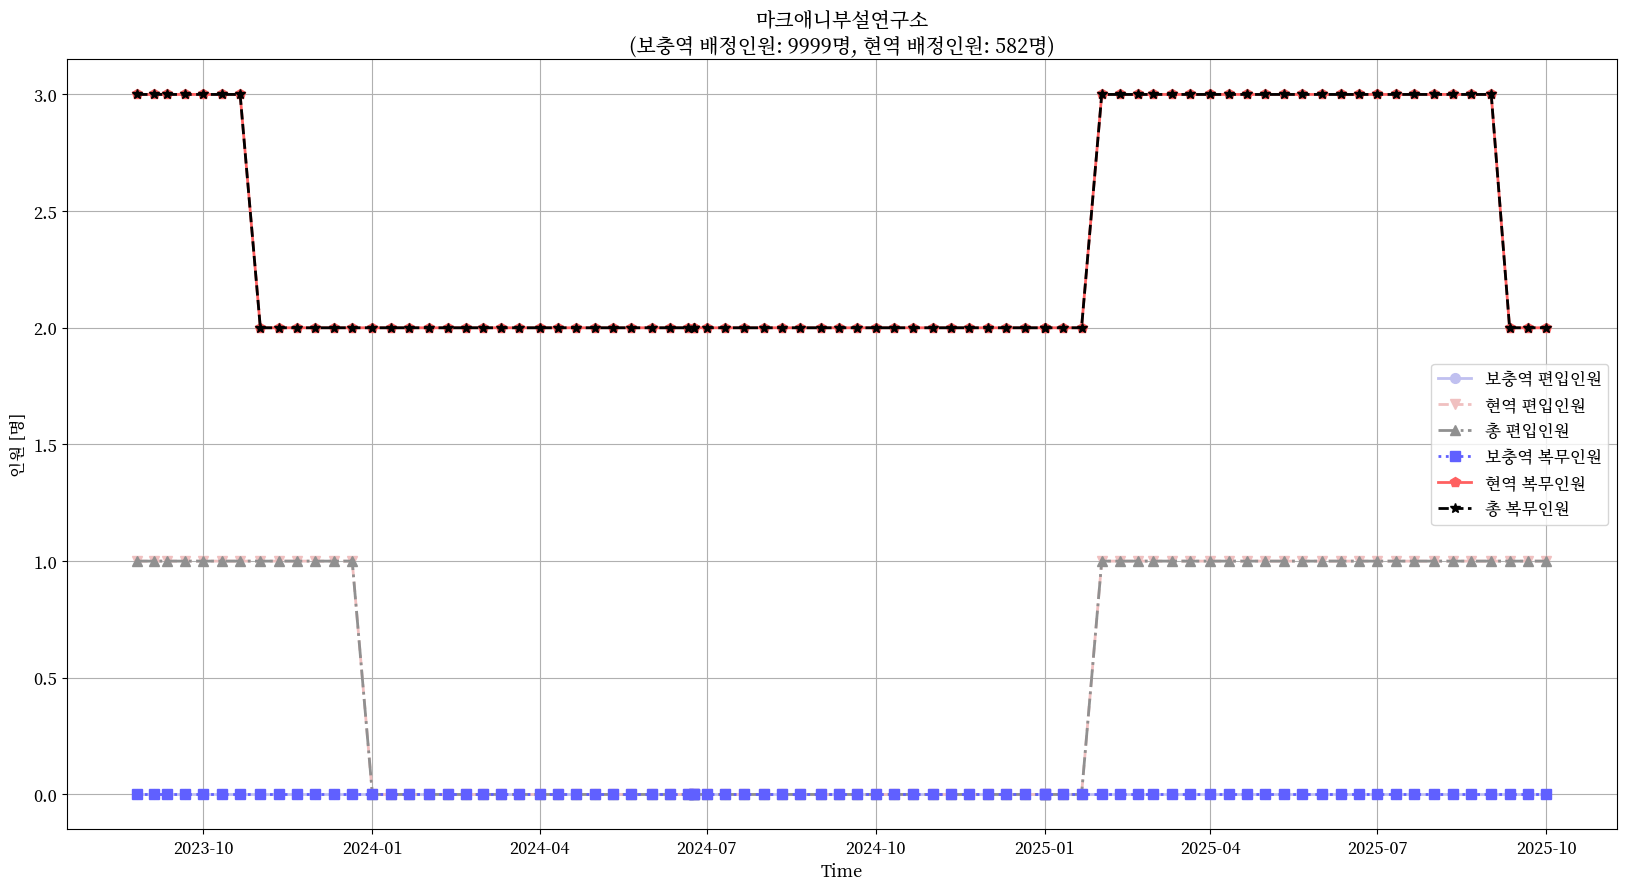 마크애니부설연구소
(보충역 배정인원: 9999명, 현역 배정인원: 582명)
3.0
2.5
2.0
1.5
1.0
0.5
0.0
인원 [명]
보충역 편입인원
현역 편입인원
총 편입인원
보충역 복무인원
현역 복무인원
총 복무인원
2023-10
2024-01
2024-04
2024-07
2024-10
2025-01
2025-04
2025-07
2025-10
Time